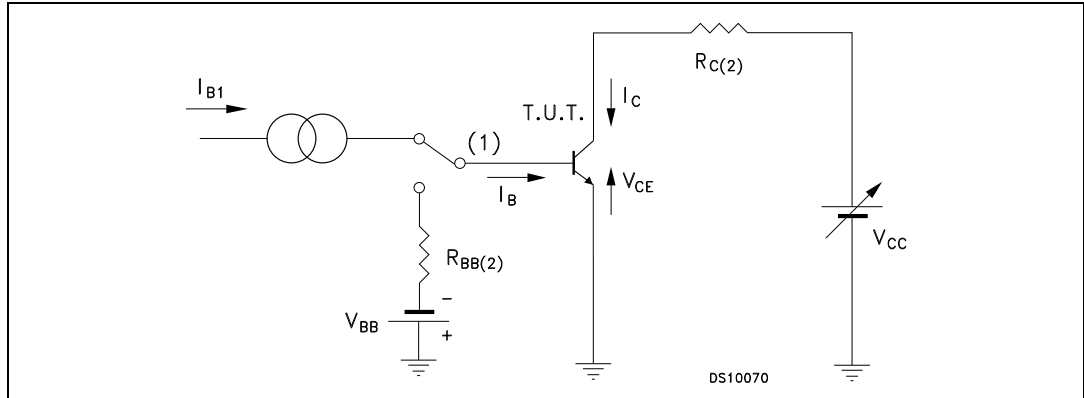 R_C(2)
I_B1
T.U.T.
I_C
(1)
I_B
V_CE
V_CC
R_BB(2)
-
V_BB
+
DS10070